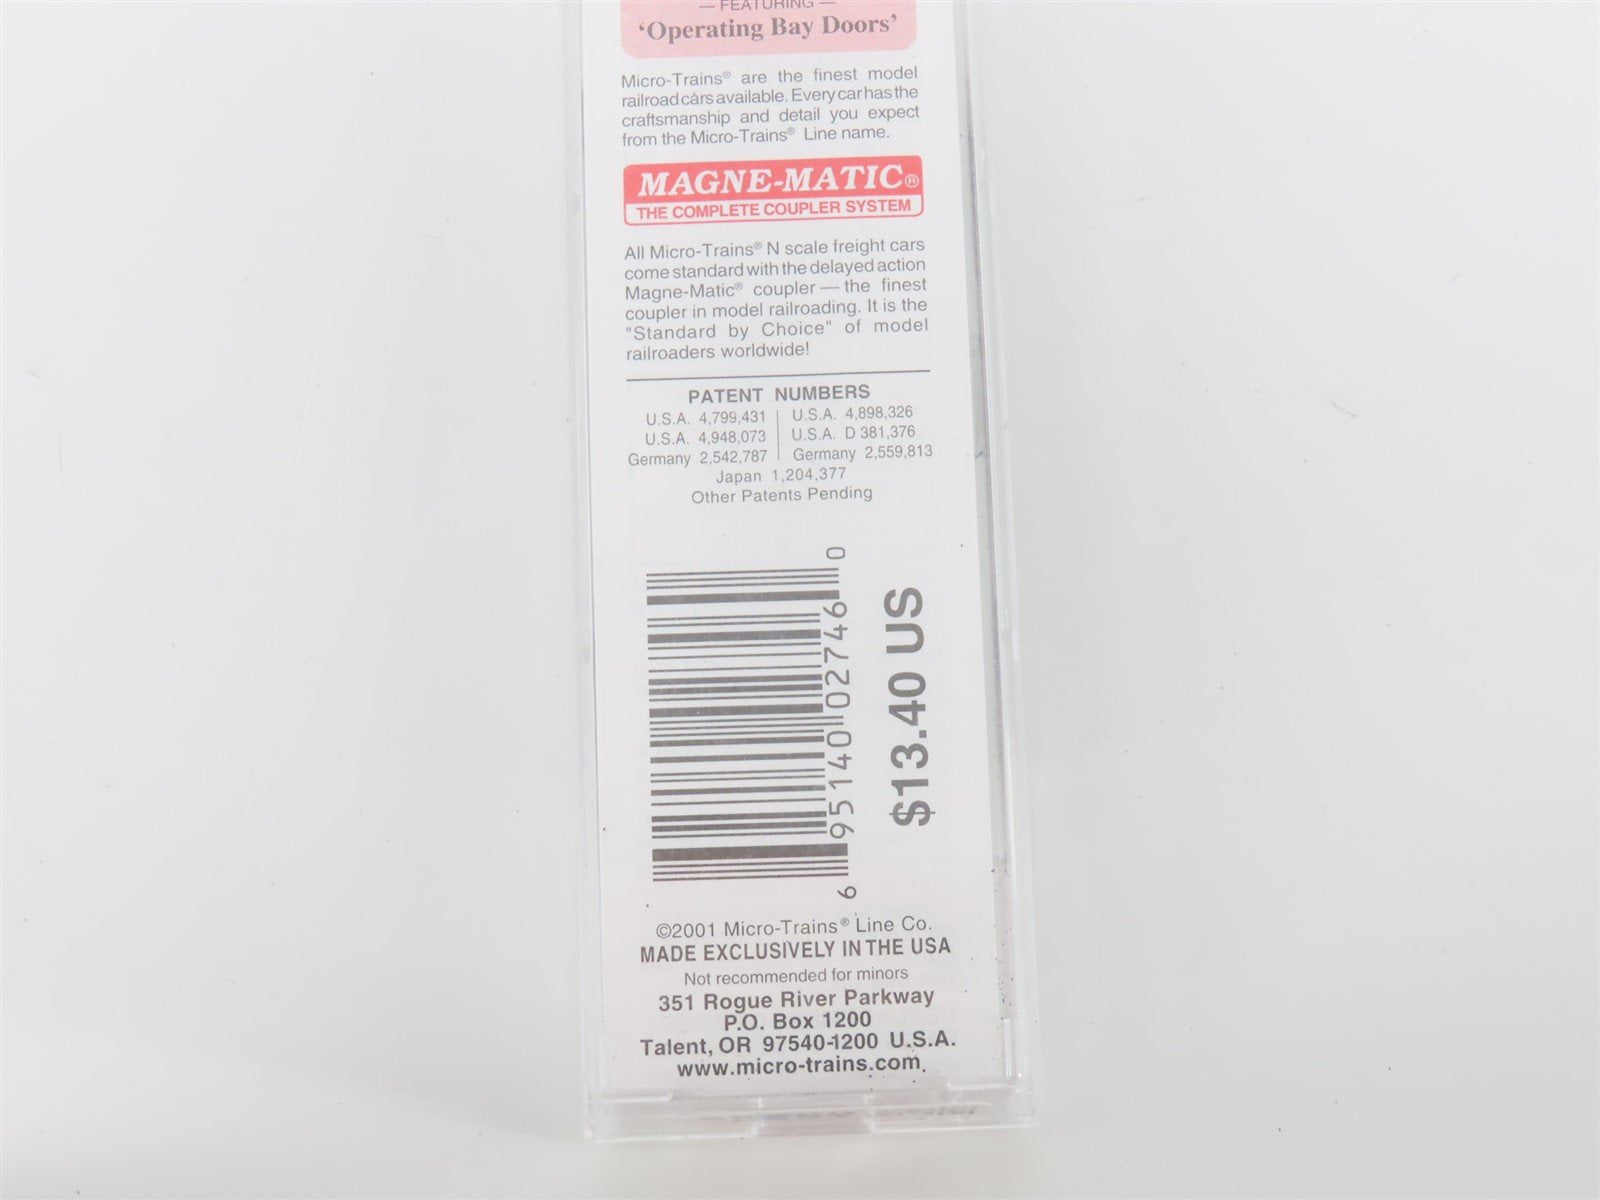 — FEATURING —
‘Operating Bay Doors’
Micro-Trains® are the finest model
railroad cars available. Every car has the
craftsmanship and detail you expect
from the Micro-Trains® Line name.
MAGNE-MATIC®
THE COMPLETE COUPLER SYSTEM
All Micro-Trains® N scale freight cars
come standard with the delayed action
Magne-Matic® coupler — the finest
coupler in model railroading. It is the
"Standard by Choice" of model
railroaders worldwide!
PATENT NUMBERS
U.S.A. 4,799,431 | U.S.A. 4,898,326
U.S.A. 4,948,073 | U.S.A. D 381,376
Germany 2,542,787 | Germany 2,559,813
Japan 1,204,377
Other Patents Pending
6 95140 02746 0
$13.40 US
©2001 Micro-Trains® Line Co.
MADE EXCLUSIVELY IN THE USA
Not recommended for minors
351 Rogue River Parkway
P.O. Box 1200
Talent, OR 97540-1200 U.S.A.
www.micro-trains.com